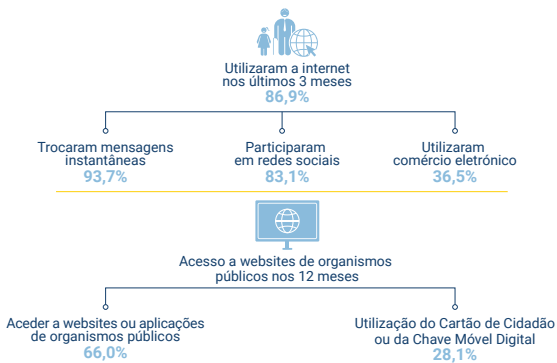 Utilizaram a internet
nos últimos 3 meses
86,9%
Trocaram mensagens
instantâneas
93,7%
Participaram
em redes sociais
83,1%
Utilizaram
comércio eletrónico
36,5%
Acesso a websites de organismos
públicos nos 12 meses
Aceder a websites ou aplicações
de organismos públicos
66,0%
Utilização do Cartão de Cidadão
ou da Chave Móvel Digital
28,1%